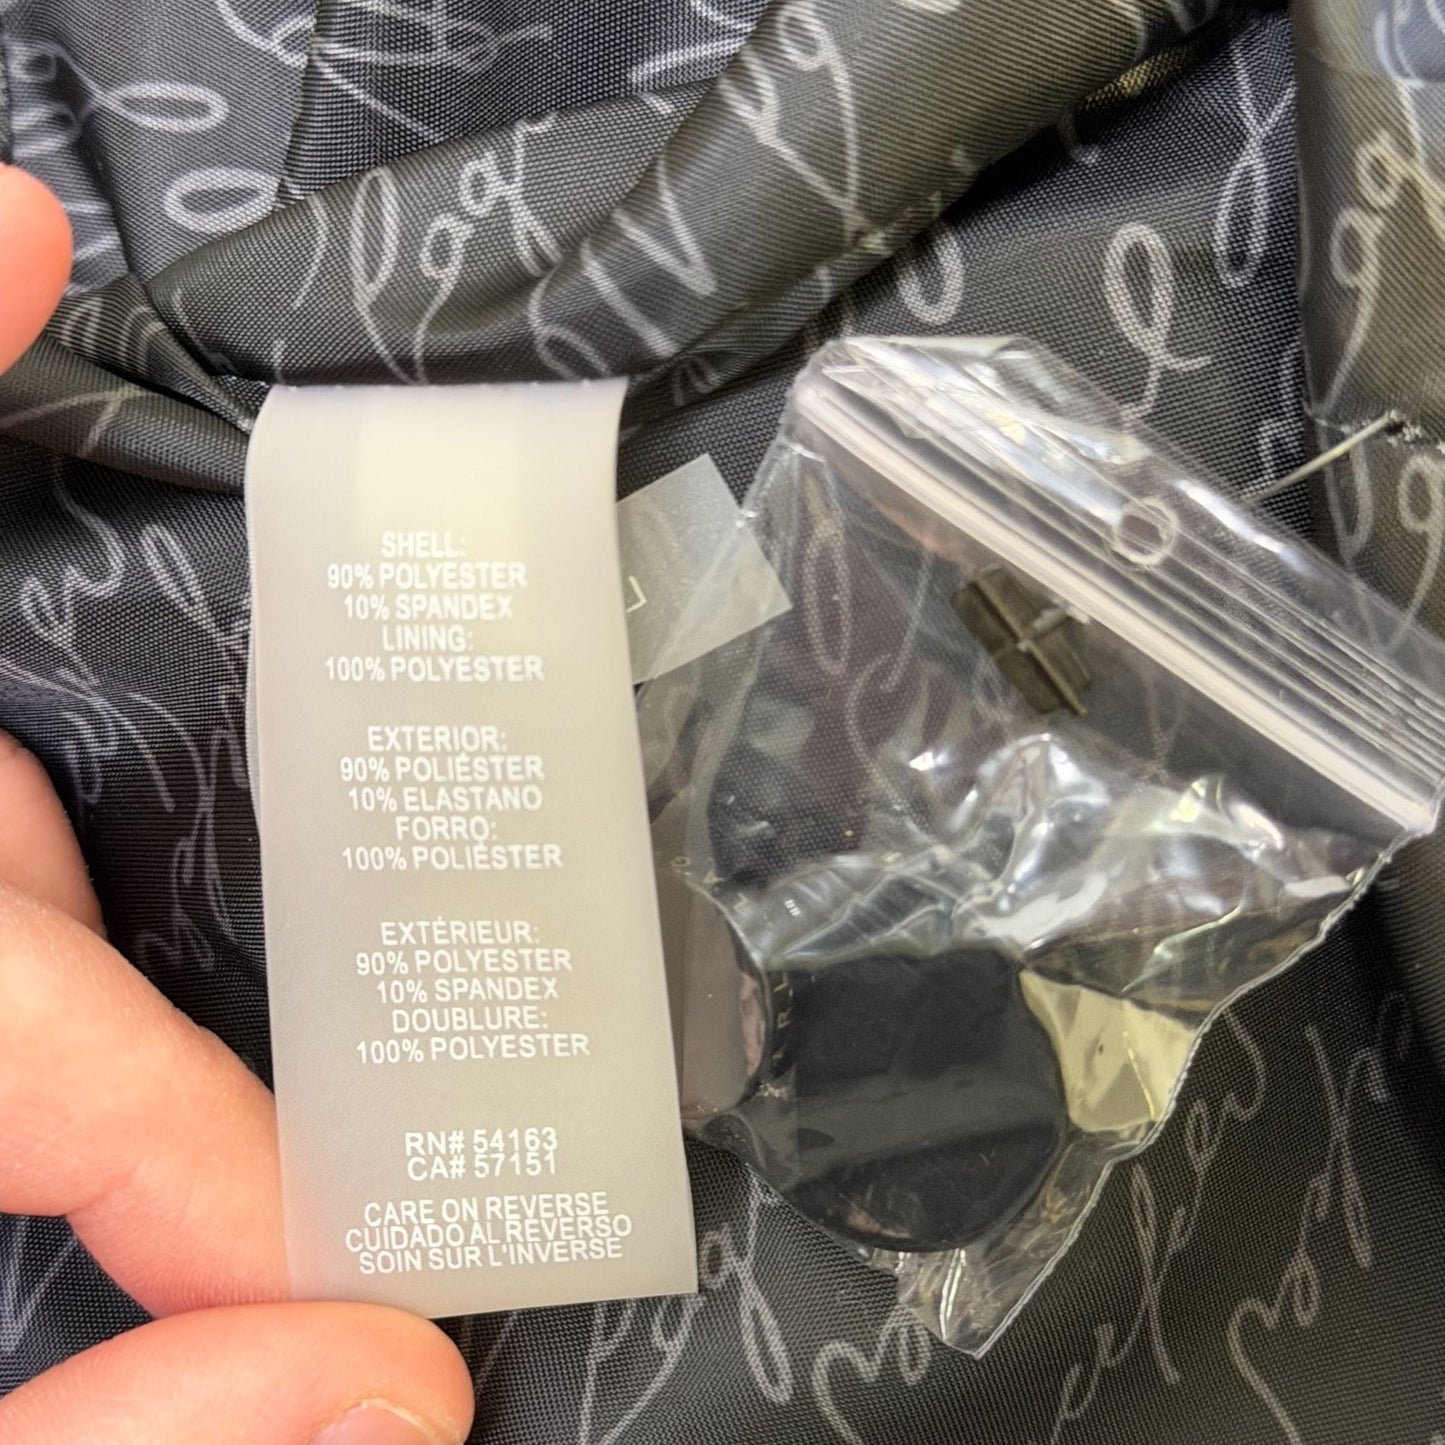 SHELL:
90% POLYESTER
10% SPANDEX
LINING:
100% POLYESTER
EXTERIOR:
90% POLIÉSTER
10% ELASTANO
FORRO:
100% POLIÉSTER
EXTÉRIEUR:
90% POLYESTER
10% SPANDEX
DOUBLURE:
100% POLYESTER
RN# 54163
CA# 57151
CARE ON REVERSE
CUIDADO AL REVERSO
SOIN SUR L'INVERSE
L